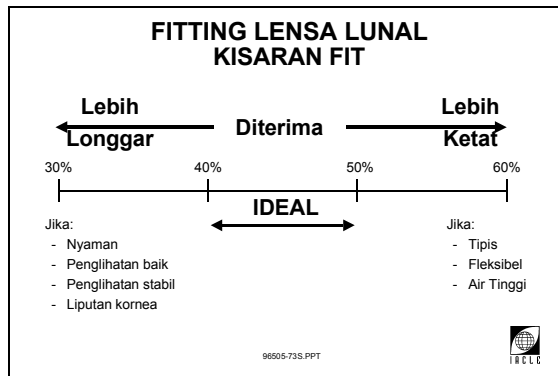 FITTING LENSA LUNAL
KISARAN FIT
Lebih
Longgar
Diterima
Lebih
Ketat
30%
40%
50%
60%
IDEAL
Jika:
- Nyaman
- Penglihatan baik
- Penglihatan stabil
- Liputan kornea
Jika:
- Tipis
- Fleksibel
- Air Tinggi
96505-73S.PPT
IACLE